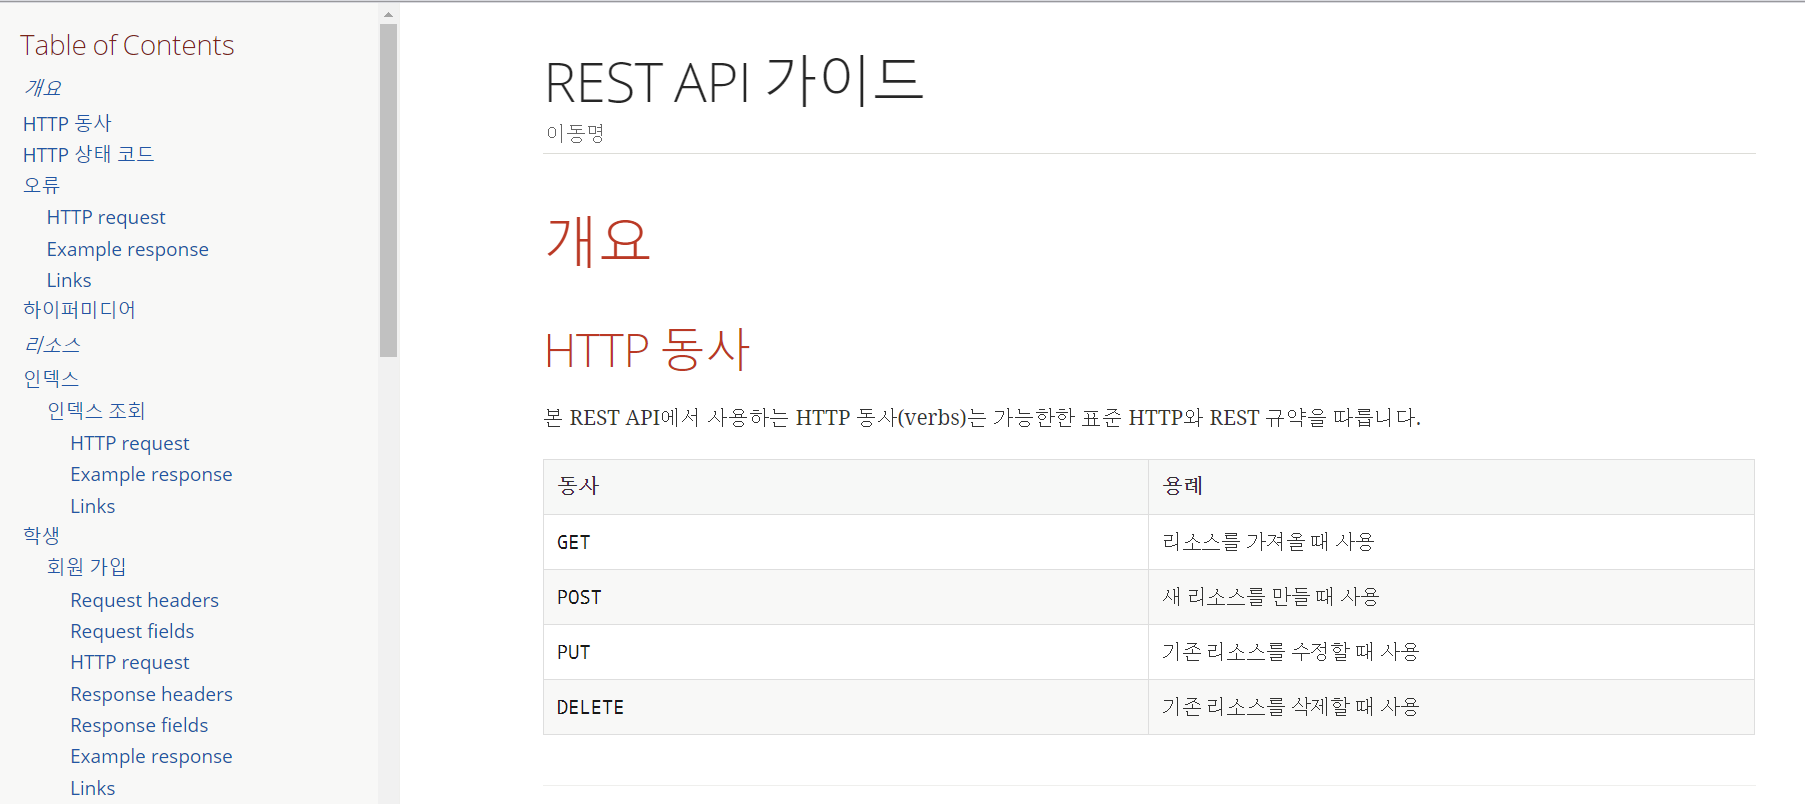 Table of Contents
개요
HTTP 동사
HTTP 상태 코드
오류
HTTP request
Example response
Links
하이퍼미디어
리소스
인덱스
인덱스 조회
HTTP request
Example response
Links
학생
회원 가입
Request headers
Request fields
HTTP request
Response headers
Response fields
Example response
Links
REST API 가이드
이동명
개요
HTTP 동사
본 REST API에서 사용하는 HTTP 동사(verbs)는 가능한한 표준 HTTP와 REST 규약을 따릅니다.
동사 용례
GET 리소스를 가져올 때 사용
POST 새 리소스를 만들 때 사용
PUT 기존 리소스를 수정할 때 사용
DELETE 기존 리소스를 삭제할 때 사용